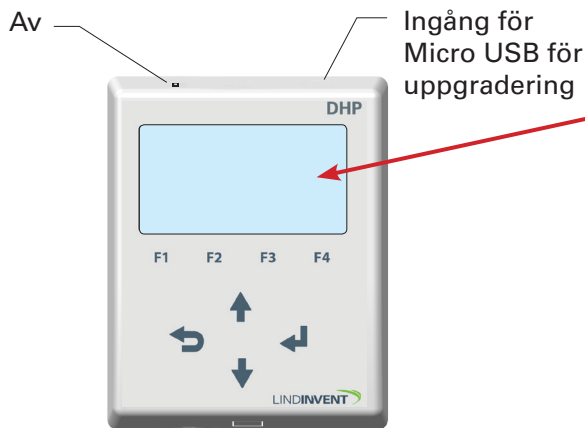 Av
Ingång för
Micro USB för
uppgradering
DHP
F1 F2 F3 F4
LINDINVENT